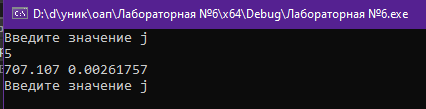 D:\d\уник\оап\Лабораторная №6\x64\Debug\Лабораторная №6.exe
Введите значение j
5
707.107 0.00261757
Введите значение j